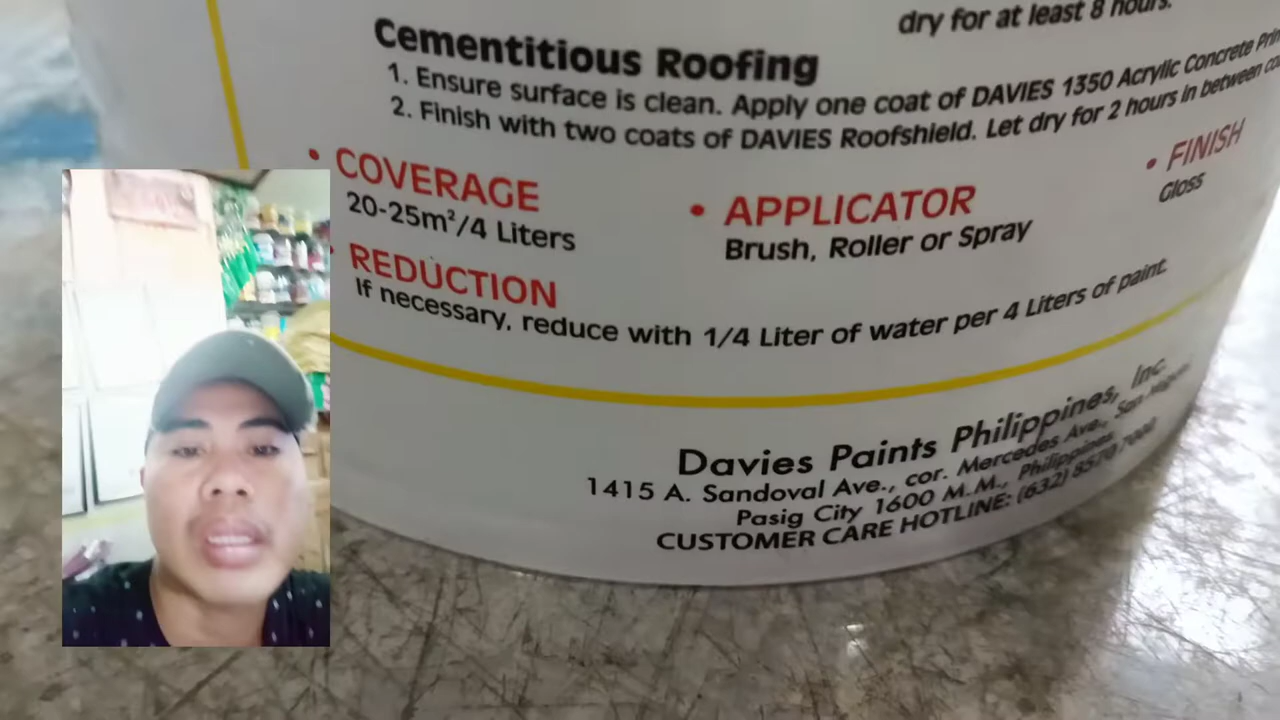 dry for at least 8 hours.
Cementitious Roofing
1. Ensure surface is clean. Apply one coat of DAVIES 1350 Acrylic Concrete
2. Finish with two coats of DAVIES Roofshield. Let dry for 2 hours in between
• COVERAGE
20-25m²/4 Liters
• APPLICATOR
Brush, Roller or Spray
• FINISH
Gloss
REDUCTION
If necessary, reduce with 1/4 Liter of water per 4 Liters of paint.
Davies Paints Philippines, Inc.
1415 A. Sandoval Ave., cor. Mercedes Ave., San
Pasig City 1600 M.M., Philippines
CUSTOMER CARE HOTLINE: (632)